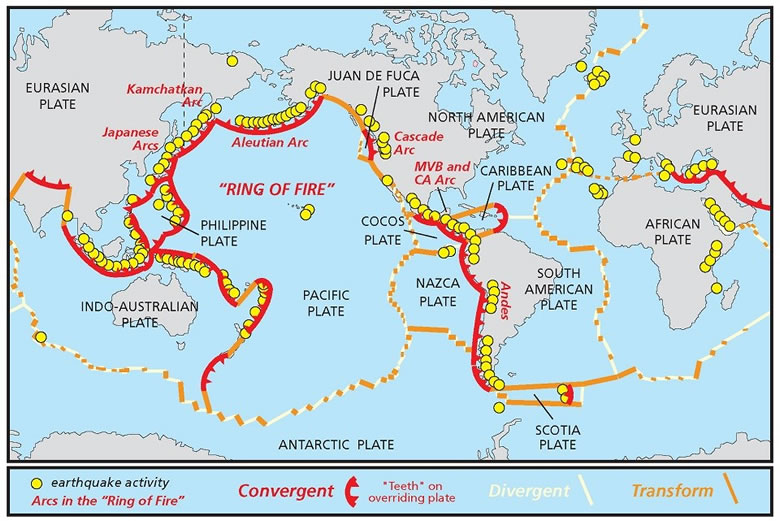 EURASIAN
PLATE
Kamchatkan
Arc
Japanese
Arcs
Aleutian Arc
JUAN DE FUCA
PLATE
NORTH AMERICAN
PLATE
Cascade
Arc
MVB and
CA Arc
CARIBBEAN
PLATE
EURASIAN
PLATE
"RING OF FIRE"
PHILIPPINE
PLATE
COCOS
PLATE
AFRICAN
PLATE
INDO-AUSTRALIAN
PLATE
PACIFIC
PLATE
NAZCA
PLATE
Andes
SOUTH
AMERICAN
PLATE
SCOTIA
PLATE
ANTARCTIC PLATE
earthquake activity
Arcs in the "Ring of Fire"
Convergent
"Teeth" on
overriding plate
Divergent
Transform